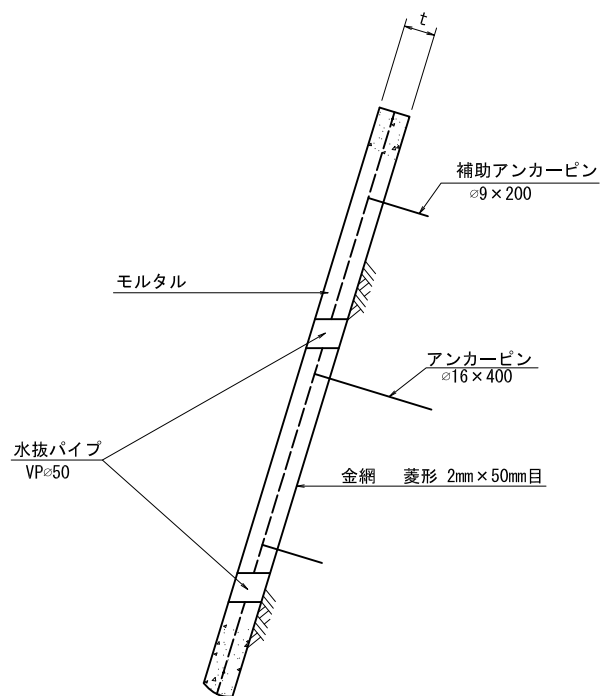 t
補助アンカーピン
⌀9×200
モルタル
アンカーピン
⌀16×400
水抜パイプ
VP⌀50
金網　菱形 2mm×50mm目